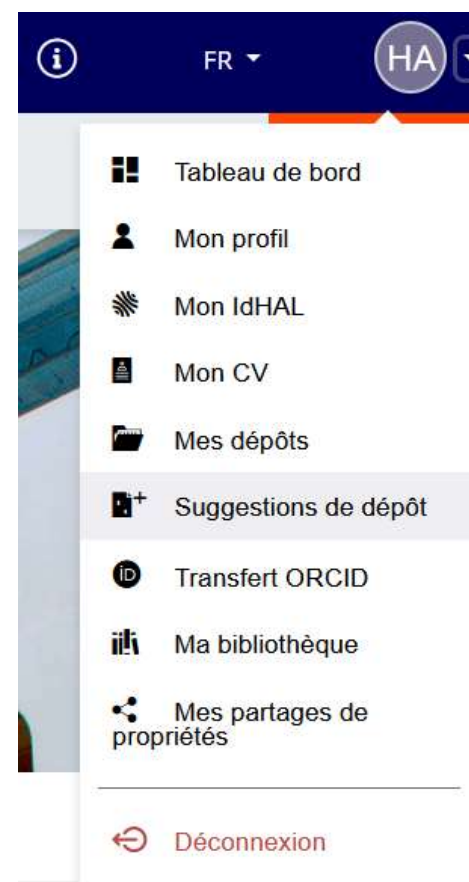 FR
HA
Tableau de bord
Mon profil
Mon IdHAL
Mon CV
Mes dépôts
Suggestions de dépôt
iD
Transfert ORCID
Ma bibliothèque
Mes partages de
propriétés
Déconnexion